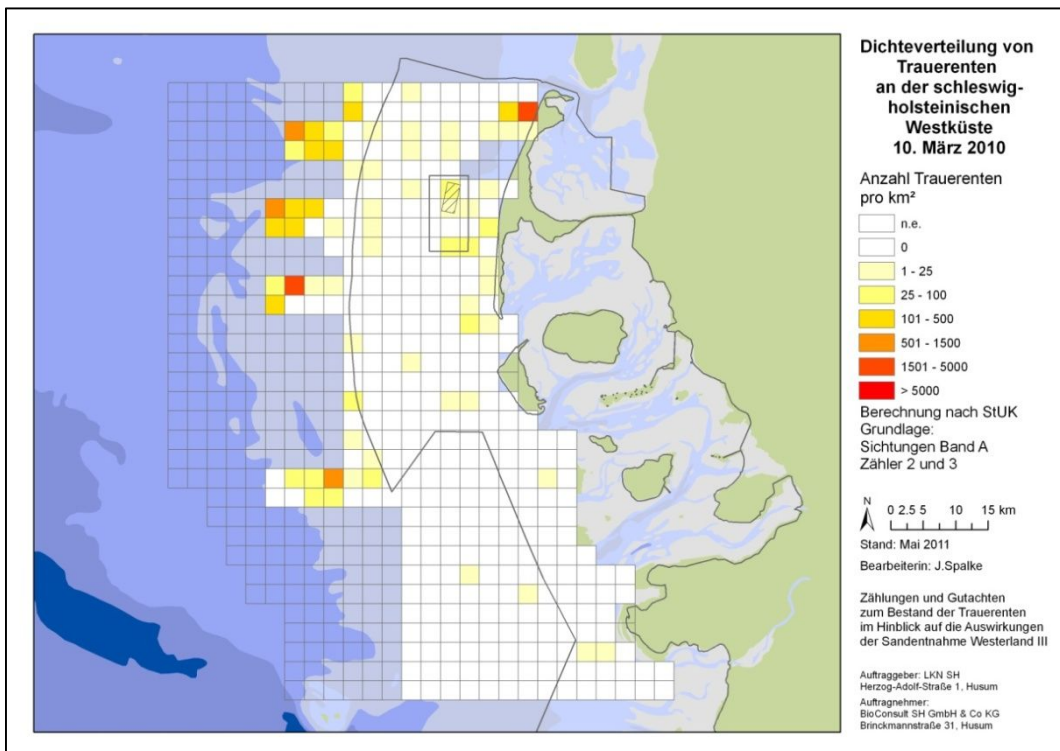 Dichteverteilung von
Trauerenten
an der schleswig-
holsteinischen
Westküste
10. März 2010
Anzahl Trauerenten
pro km²
n.e.
0
1 - 25
25 - 100
101 - 500
501 - 1500
1501 - 5000
> 5000
Berechnung nach StUK
Grundlage:
Sichtungen Band A
Zähler 2 und 3
N
0 2.5 5 10 15 km
Stand: Mai 2011
Bearbeiterin: J.Spalke
Zählungen und Gutachten
zum Bestand der Trauerenten
im Hinblick auf die Auswirkungen
der Sandentnahme Westerland III
Auftraggeber: LKN SH
Herzog-Adolf-Straße 1, Husum
Auftragnehmer:
BioConsult SH GmbH & Co KG
Brinckmannstraße 31, Husum